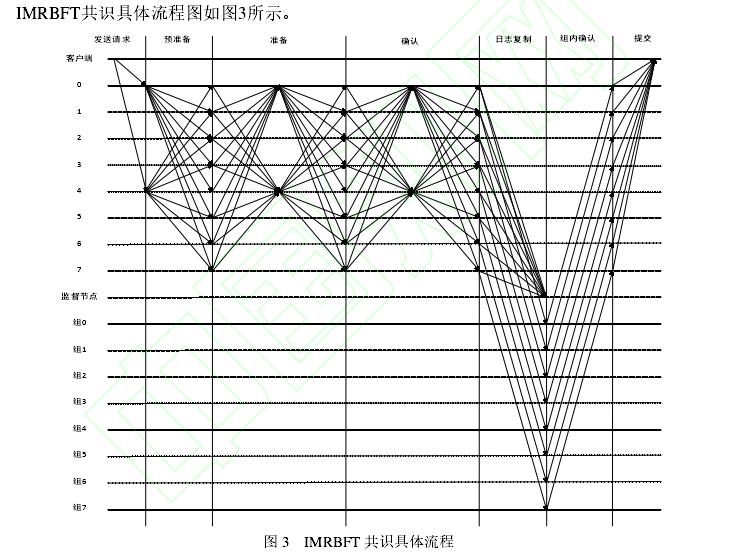 IMRBFT共识具体流程图如图3所示。
发送请求 预准备 准备 确认 日志复制 组内确认 提交
客户端
0
1
2
3
4
5
6
7
监督节点
组0
组1
组2
组3
组4
组5
组6
组7
图 3 IMRBFT 共识具体流程